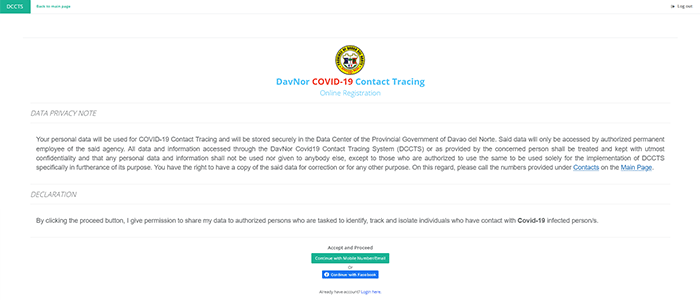 DCCTS Back to main page Log out
DavNor COVID-19 Contact Tracing
Online Registration
DATA PRIVACY NOTE
Your personal data will be used for COVID-19 Contact Tracing and will be stored securely in the Data Center of the Provincial Government of Davao del Norte. Said data will only be accessed by authorized permanent
employee of the said agency. All data and information accessed through the DavNor Covid19 Contact Tracing System (DCCTS) or as provided by the concerned person shall be treated and kept with utmost
confidentiality and that any personal data and information shall not be used nor given to anybody else, except to those who are authorized to use the same to be used solely for the implementation of DCCTS
specifically in furtherance of its purpose. You have the right to have a copy of the said data for correction or for any other purpose. On this regard, please call the numbers provided under Contacts on the Main Page.
DECLARATION
By clicking the proceed button, I give permission to share my data to authorized persons who are tasked to identify, track and isolate individuals who have contact with Covid-19 infected person/s.
Accept and Proceed
Continue with Mobile Number/Email
Or
Continue with Facebook
Already have account? Login here.